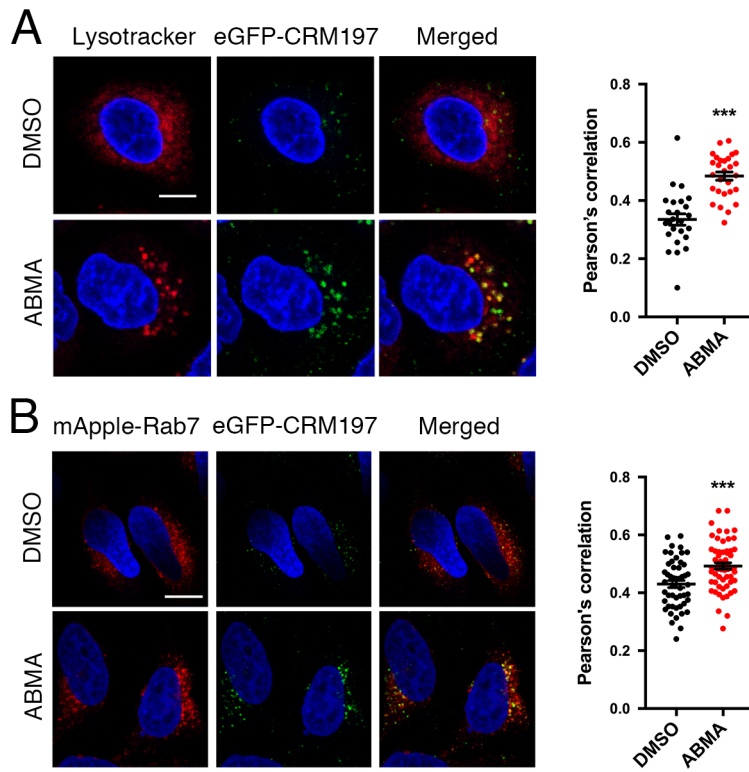 A
Lysotracker eGFP-CRM197 Merged
DMSO
ABMA
0.8
0.6
0.4
0.2
0.0
Pearson's correlation
***
DMSO
ABMA
B
mApple-Rab7 eGFP-CRM197 Merged
DMSO
ABMA
0.8
0.6
0.4
0.2
0.0
Pearson's correlation
***
DMSO
ABMA